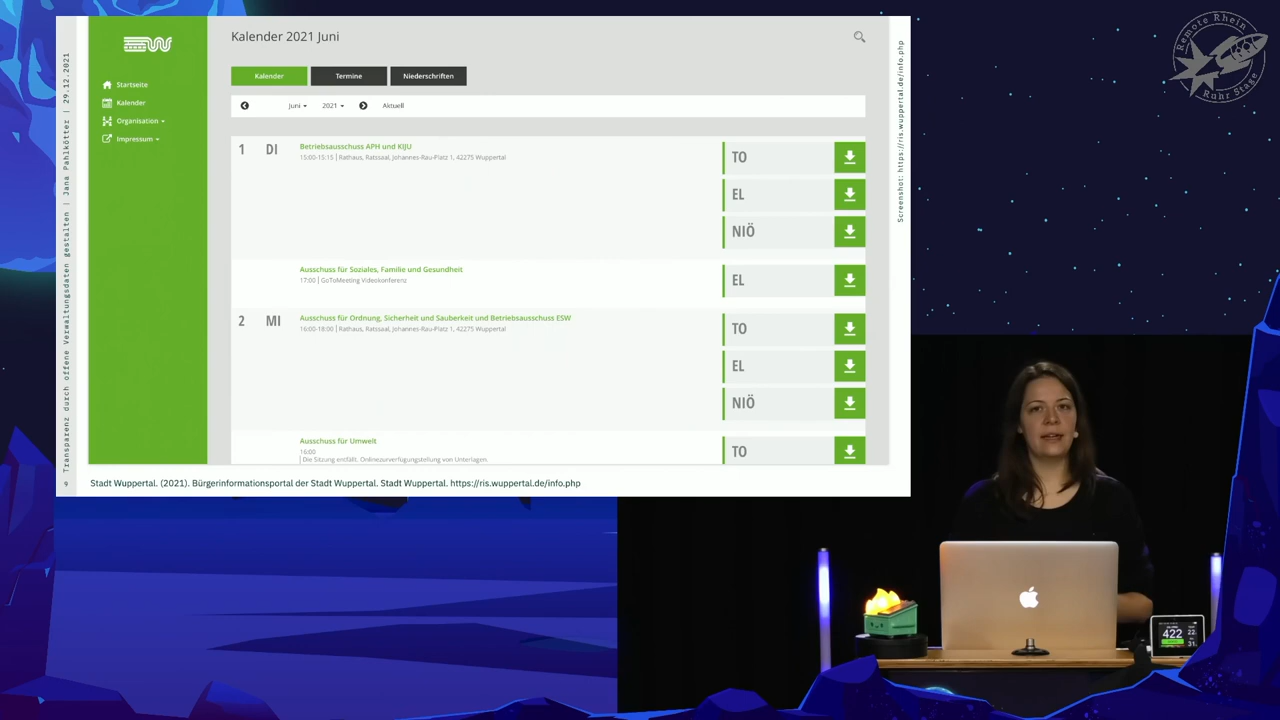 Transparenz durch offene Verwaltungsdaten gestalten | Jana Pahlkötter | 29.12.2021
9
Kalender 2021 Juni
Startseite
Kalender
Organisation
Impressum
Kalender
Termine
Niederschriften
Juni
2021
Aktuell
1 DI
Betriebsausschuss APH und KIJU
15:00-15:15 | Rathaus, Ratssaal, Johannes-Rau-Platz 1, 42275 Wuppertal
TO
EL
NIÖ
Ausschuss für Soziales, Familie und Gesundheit
17:00 | GoToMeeting Videokonferenz
EL
2 MI
Ausschuss für Ordnung, Sicherheit und Sauberkeit und Betriebsausschuss ESW
16:00-18:00 | Rathaus, Ratssaal, Johannes-Rau-Platz 1, 42275 Wuppertal
TO
EL
NIÖ
Ausschuss für Umwelt
16:00
| Die Sitzung entfällt. Onlinezurverfügungstellung von Unterlagen.
TO
Stadt Wuppertal. (2021). Bürgerinformationsportal der Stadt Wuppertal. Stadt Wuppertal. https://ris.wuppertal.de/info.php
Screenshot: https://ris.wuppertal.de/info.php
Remote Rhein
Ruhr Stage
422